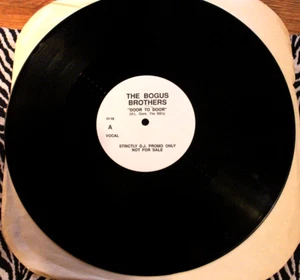 THE BOGUS
BROTHERS
"DOOR TO DOOR"
A
VOCAL
STRICTLY D.J. PROMO ONLY
NOT FOR SALE